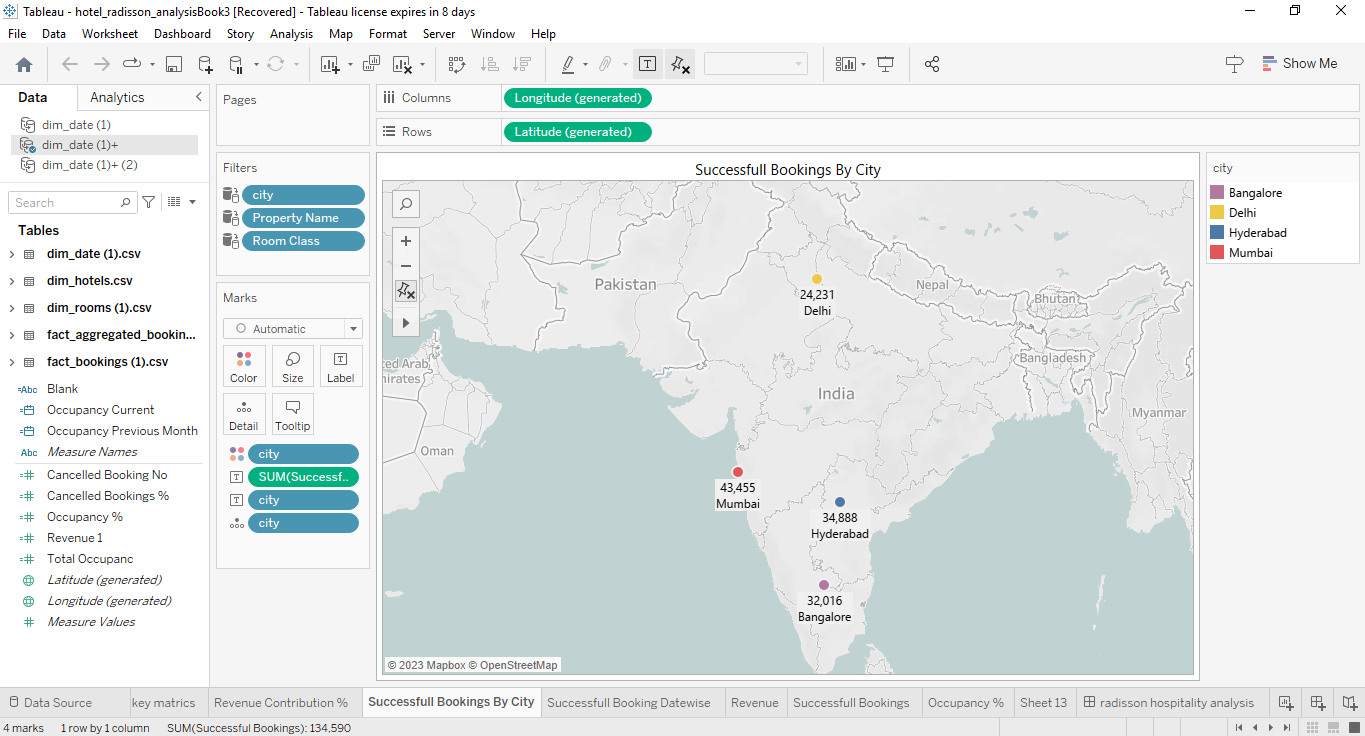 Tableau - hotel_radisson_analysisBook3 [Recovered] - Tableau license expires in 8 days
File Data Worksheet Dashboard Story Analysis Map Format Server Window Help
Show Me
Data Analytics
dim_date (1)
dim_date (1)+
dim_date (1)+ (2)
Search
Tables
dim_date (1).csv
dim_hotels.csv
dim_rooms (1).csv
fact_aggregated_bookin...
fact_bookings (1).csv
Abc Blank
Occupancy Current
Occupancy Previous Month
Abc Measure Names
Cancelled Booking No
Cancelled Bookings %
Occupancy %
Revenue 1
Total Occupanc
Latitude (generated)
Longitude (generated)
Measure Values
Pages
Filters
city
Property Name
Room Class
Marks
Automatic
Color Size Label
Detail Tooltip
city
SUM(Successf..
city
city
Columns Longitude (generated)
Rows Latitude (generated)
Successfull Bookings By City
Pakistan
Nepal
Bhutan
24,231
Delhi
ced Arab
irates
Bangladesh
India
Myanmar
Oman
43,455
Mumbai
34,888
Hyderabad
32,016
Bangalore
© 2023 Mapbox © OpenStreetMap
city
Bangalore
Delhi
Hyderabad
Mumbai
Data Source key matrics Revenue Contribution % Successfull Bookings By City Successfull Booking Datewise Revenue Successfull Bookings Occupancy % Sheet 13 radisson hospitality analysis
4 marks 1 row by 1 column SUM(Successful Bookings): 134,590